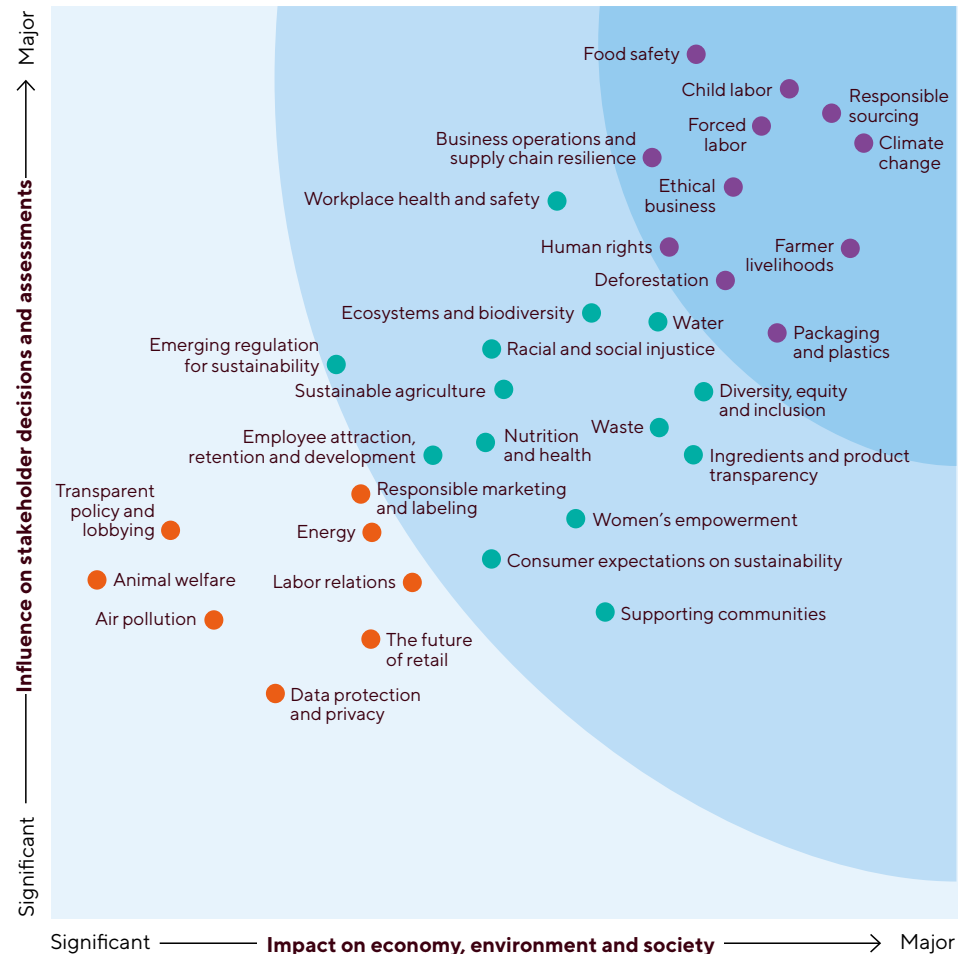 Major
Influence on stakeholder decisions and assessments
Significant
Food safety
Child labor
Responsible
sourcing
Forced
labor
Climate
change
Business operations and
supply chain resilience
Ethical
business
Workplace health and safety
Human rights
Farmer
livelihoods
Deforestation
Ecosystems and biodiversity
Water
Packaging
and plastics
Emerging regulation
for sustainability
Racial and social injustice
Sustainable agriculture
Diversity, equity
and inclusion
Waste
Employee attraction,
retention and development
Nutrition
and health
Ingredients and product
transparency
Transparent
policy and
lobbying
Responsible marketing
and labeling
Energy
Women’s empowerment
Consumer expectations on sustainability
Animal welfare
Labor relations
Air pollution
Supporting communities
The future
of retail
Data protection
and privacy
Significant
Impact on economy, environment and society
Major